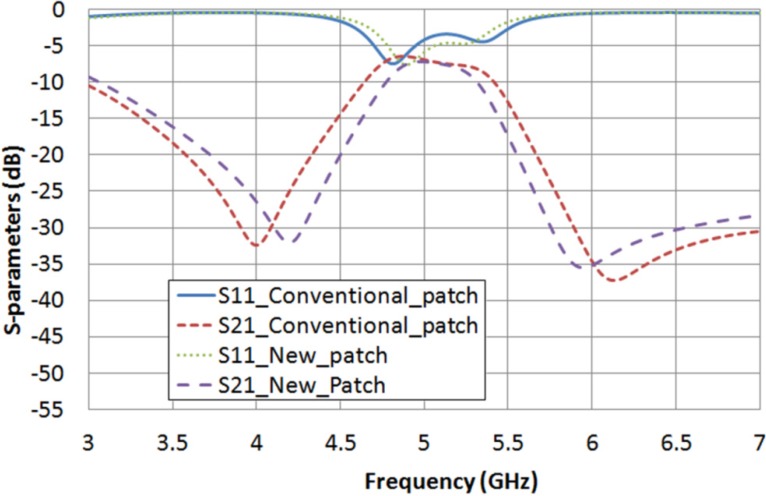 0
-5
-10
-15
-20
-25
-30
-35
-40
-45
-50
-55
S-parameters (dB)
S11_Conventional_patch
S21_Conventional_patch
S11_New_patch
S21_New_Patch
3 3.5 4 4.5 5 5.5 6 6.5 7
Frequency (GHz)